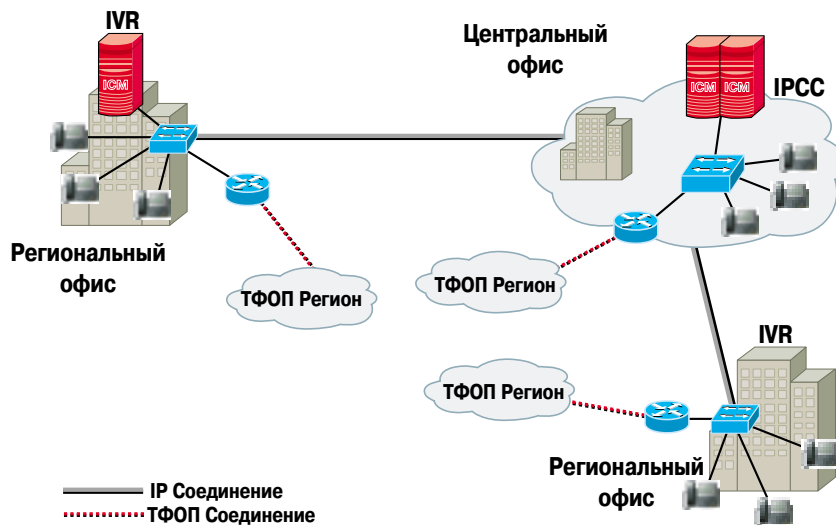 IVR
ICM
Центральный
офис
ICM ICM
IPCC
Региональный
офис
ТФОП Регион
ТФОП Регион
IVR
ТФОП Регион
Региональный
офис
IP Соединение
ТФОП Соединение